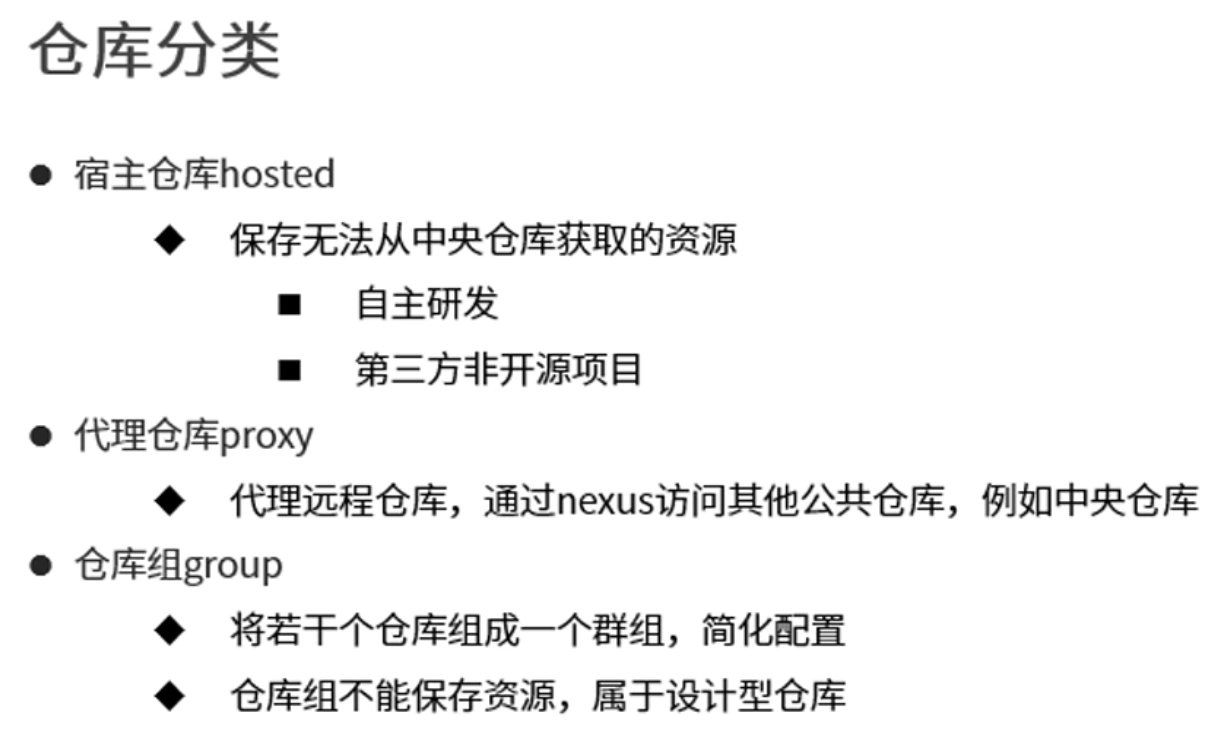 仓库分类
● 宿主仓库hosted
◆ 保存无法从中央仓库获取的资源
■ 自主研发
■ 第三方非开源项目
● 代理仓库proxy
◆ 代理远程仓库，通过nexus访问其他公共仓库，例如中央仓库
● 仓库组group
◆ 将若干个仓库组成一个群组，简化配置
◆ 仓库组不能保存资源，属于设计型仓库